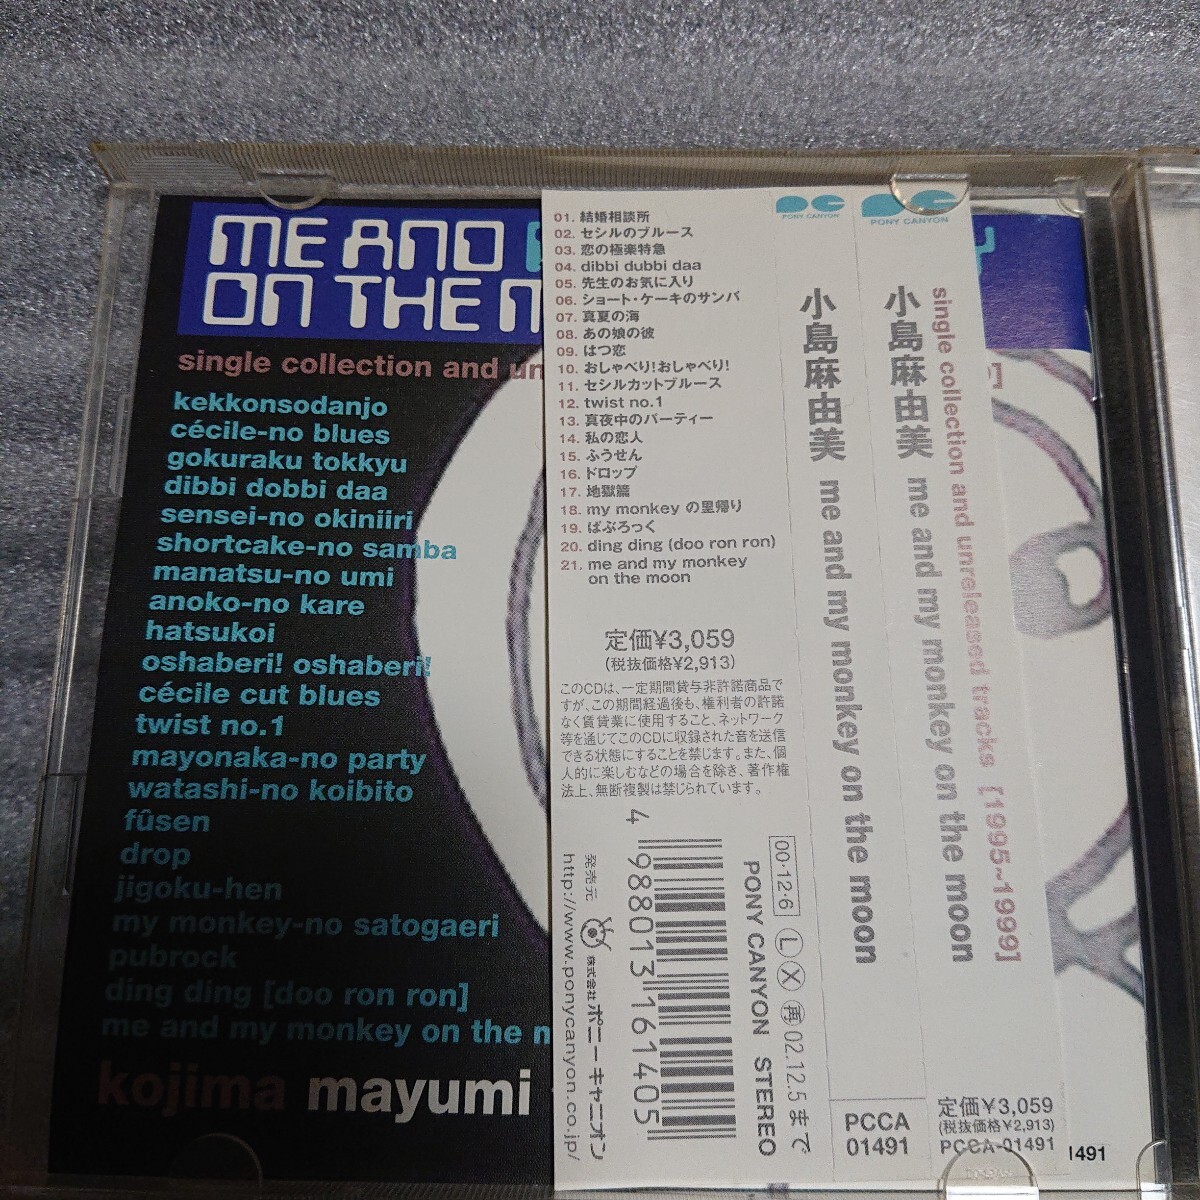 ME AND
ON THE M
single collection and un
kekkonsodanjo
cécile-no blues
gokuraku tokkyu
dibbi dobbi daa
sensei-no okiniiri
shortcake-no samba
manatsu-no umi
anoko-no kare
hatsukoi
oshaberi! oshaberi!
cécile cut blues
twist no.1
mayonaka-no party
watashi-no koibito
fûsen
drop
jigoku-hen
my monkey-no satogaeri
pubrock
ding ding [doo ron ron]
me and my monkey on the m
kojima mayumi
01. 結婚相談所
02. セシルのブルース
03. 恋の極楽特急
04. dibbi dubbi daa
05. 先生のお気に入り
06. ショート・ケーキのサンバ
07. 真夏の海
08. あの娘の彼
09. はつ恋
10. おしゃべり!おしゃべり!
11. セシルカットブルース
12. twist no.1
13. 真夜中のパーティー
14. 私の恋人
15. ふうせん
16. ドロップ
17. 地獄篇
18. my monkey の里帰り
19. ぱぶろっく
20. ding ding (doo ron ron)
21. me and my monkey
on the moon
定価¥3,059
(税抜価格¥2,913)
このCDは、一定期間貸与非許諾商品で
すが、この期間経過後も、権利者の許諾
なく賃貸業に使用すること、ネットワーク
等を通じてこのCDに収録された音を送信
できる状態にすることを禁じます。また、個
人的に楽しむなどの場合を除き、著作権
法上、無断複製は禁じられています。
4 988013 161405
発売元 株式会社 ポニーキャニオン
http://www.ponycanyon.co.jp/
00・12・6 L X 再 02.12.5まで
PONY CANYON STEREO
PONY CANYON
小島麻由美 me and my monkey on the moon
PCCA
01491
PONY CANYON
小島麻由美 me and my monkey on the moon
single collection and unreleased tracks [1995~1999]
定価¥3,059
(税抜価格¥2,913)
PCCA-01491
1491